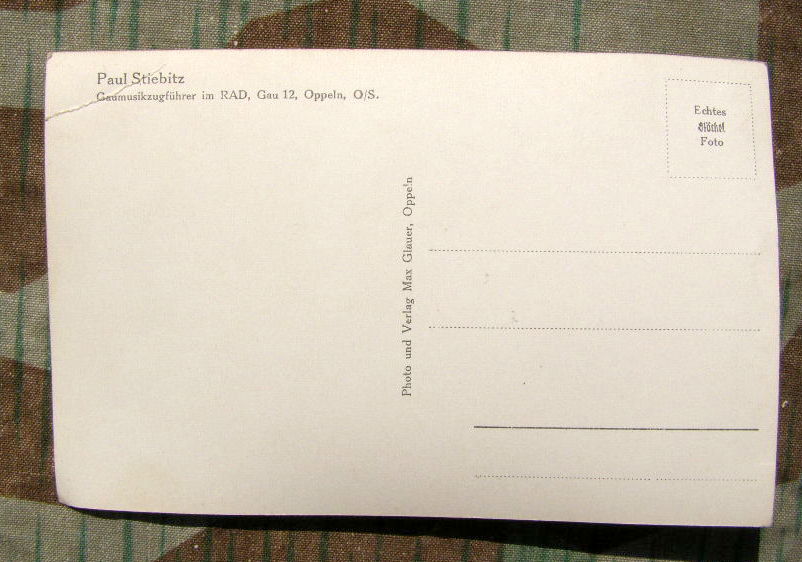 Paul Stiebitz
Gaumusikzugführer im RAD, Gau 12, Oppeln, O/S.
Echtes
Foto
Photo und Verlag Max Glauer, Oppeln